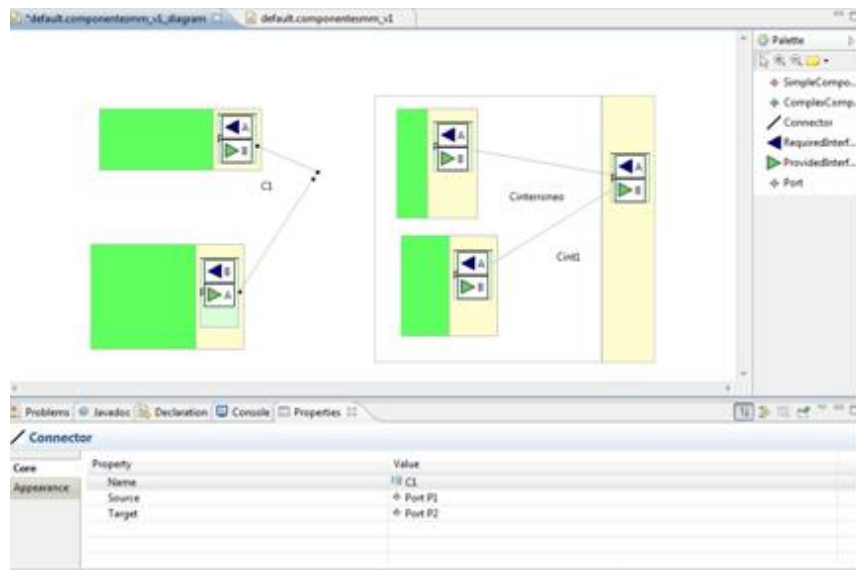 *default.componentesmm_v1_diagram
default.componentesmm_v1
Palette
SimpleCompo...
ComplexComp...
Connector
RequiredInterf...
ProvidedInterf...
Port
A
B
C1
B
A
A
B
A
B
A
B
Cinterroneo
Cint1
Problems @ Javadoc Declaration Console Properties
Connector
Core
Appearance
Property Value
Name C1
Source Port P1
Target Port P2